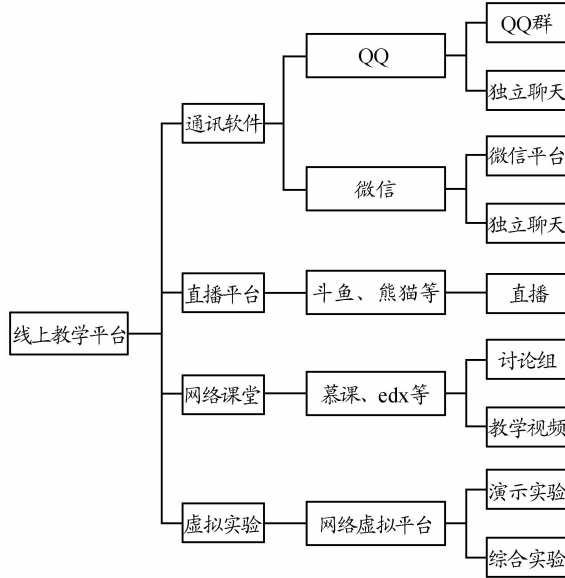 线上教学平台
通讯软件
QQ
QQ群
独立聊天
微信
微信平台
独立聊天
直播平台
斗鱼、熊猫等
直播
网络课堂
慕课、edx等
讨论组
教学视频
虚拟实验
网络虚拟平台
演示实验
综合实验